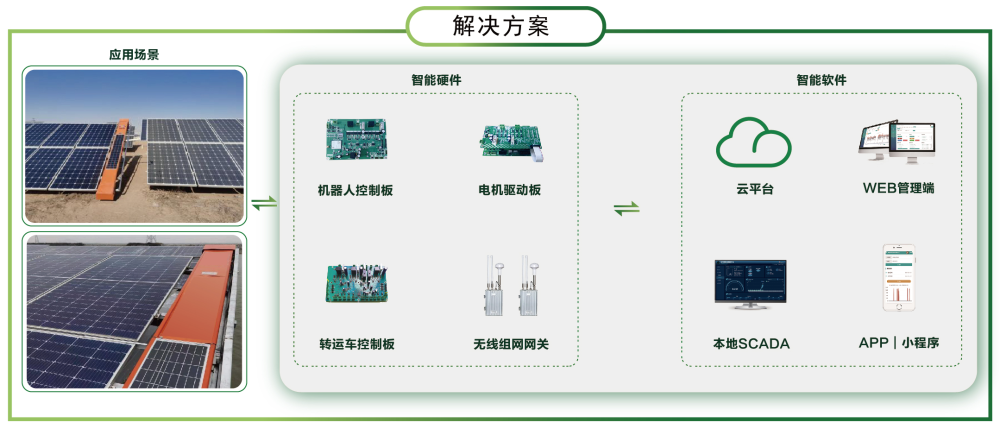 解决方案
应用场景
智能硬件
智能软件
机器人控制板
电机驱动板
云平台
WEB管理端
转运车控制板
无线组网网关
本地SCADA
APP｜小程序